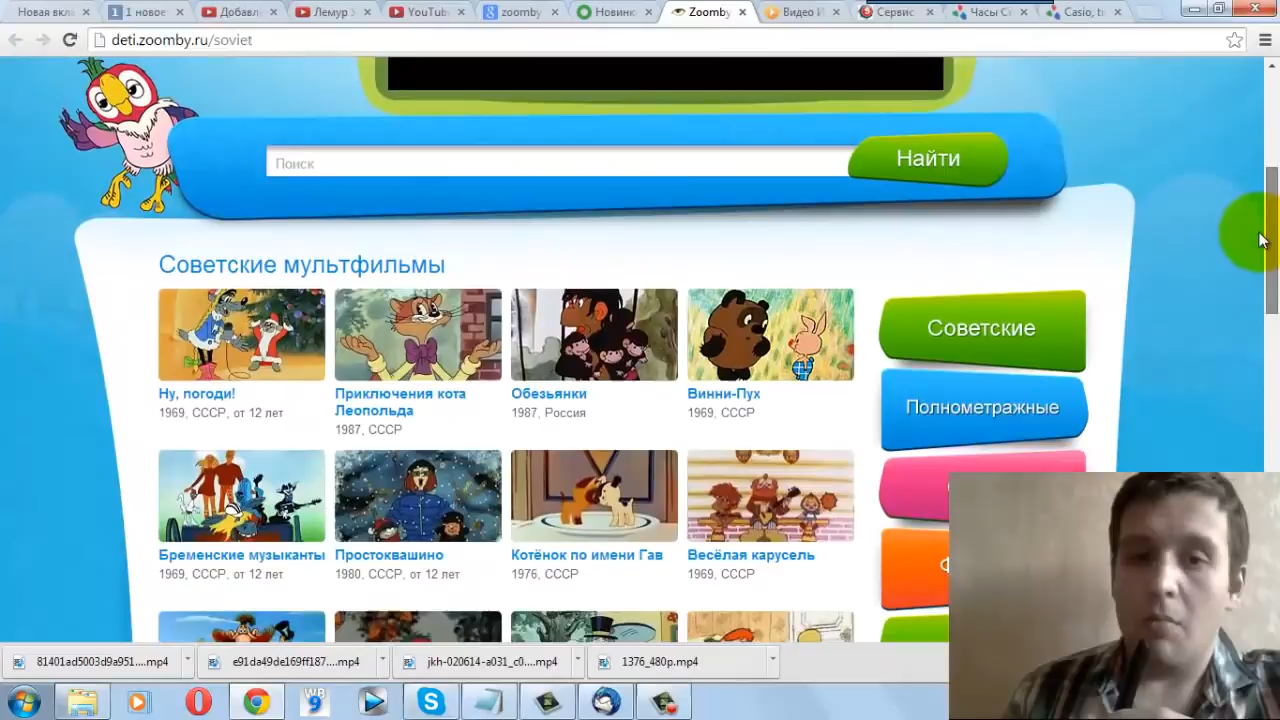 Новая вкл
1 новое
Добавл
Лемур
YouTub
zoomby
Новинк
Zoomby
Видео И
Сервис
Часы Ca
Casio, t
deti.zoomby.ru/soviet
Поиск
Найти
Советские мультфильмы
Ну, погоди!
1969, СССР, от 12 лет
Приключения кота
Леопольда
1987, СССР
Обезьянки
1987, Россия
Винни-Пух
1969, СССР
Советские
Полнометражные
Бременские музыканты
1969, СССР, от 12 лет
Простоквашино
1980, СССР, от 12 лет
Котёнок по имени Гав
1976, СССР
Весёлая карусель
1969, СССР
81401ad5003d9a951....mp4
e91da49de169ff187....mp4
jkh-020614-a031_c0....mp4
1376_480p.mp4